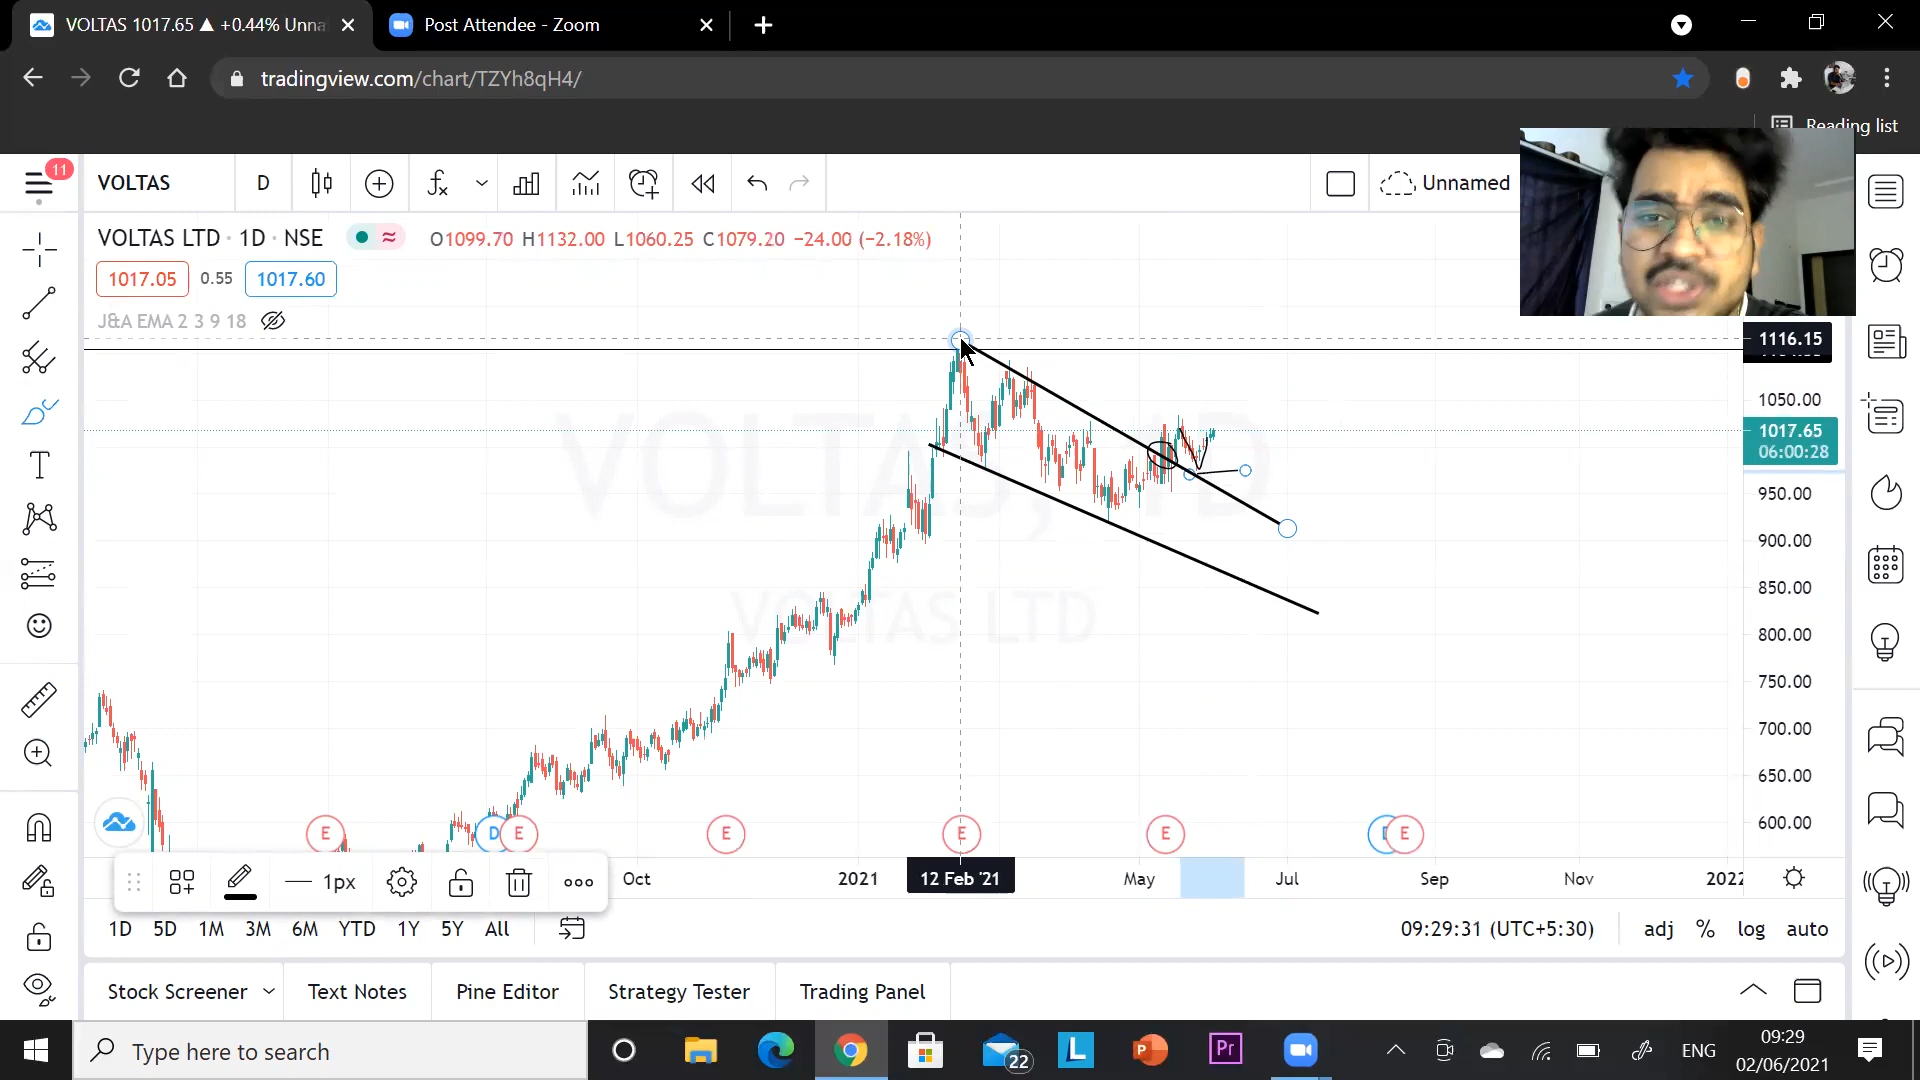 VOLTAS 1017.65 ▲ +0.44% Unna
Post Attendee - Zoom
tradingview.com/chart/TZYh8qH4/
Reading list
11
VOLTAS
D
Unnamed
VOLTAS LTD · 1D · NSE
O1099.70 H1132.00 L1060.25 C1079.20 −24.00 (−2.18%)
1017.05
0.55
1017.60
J&A EMA 2 3 9 18
VOLTAS, 1D
VOLTAS LTD
1116.15
1050.00
1017.65
06:00:28
950.00
900.00
850.00
800.00
750.00
700.00
650.00
600.00
E
D
E
E
E
E
E
1px
Oct
2021
12 Feb '21
May
Jul
Sep
Nov
2022
1D
5D
1M
3M
6M
YTD
1Y
5Y
All
09:29:31 (UTC+5:30)
adj
%
log
auto
Stock Screener
Text Notes
Pine Editor
Strategy Tester
Trading Panel
Type here to search
22
L
P
Pr
ENG
09:29
02/06/2021